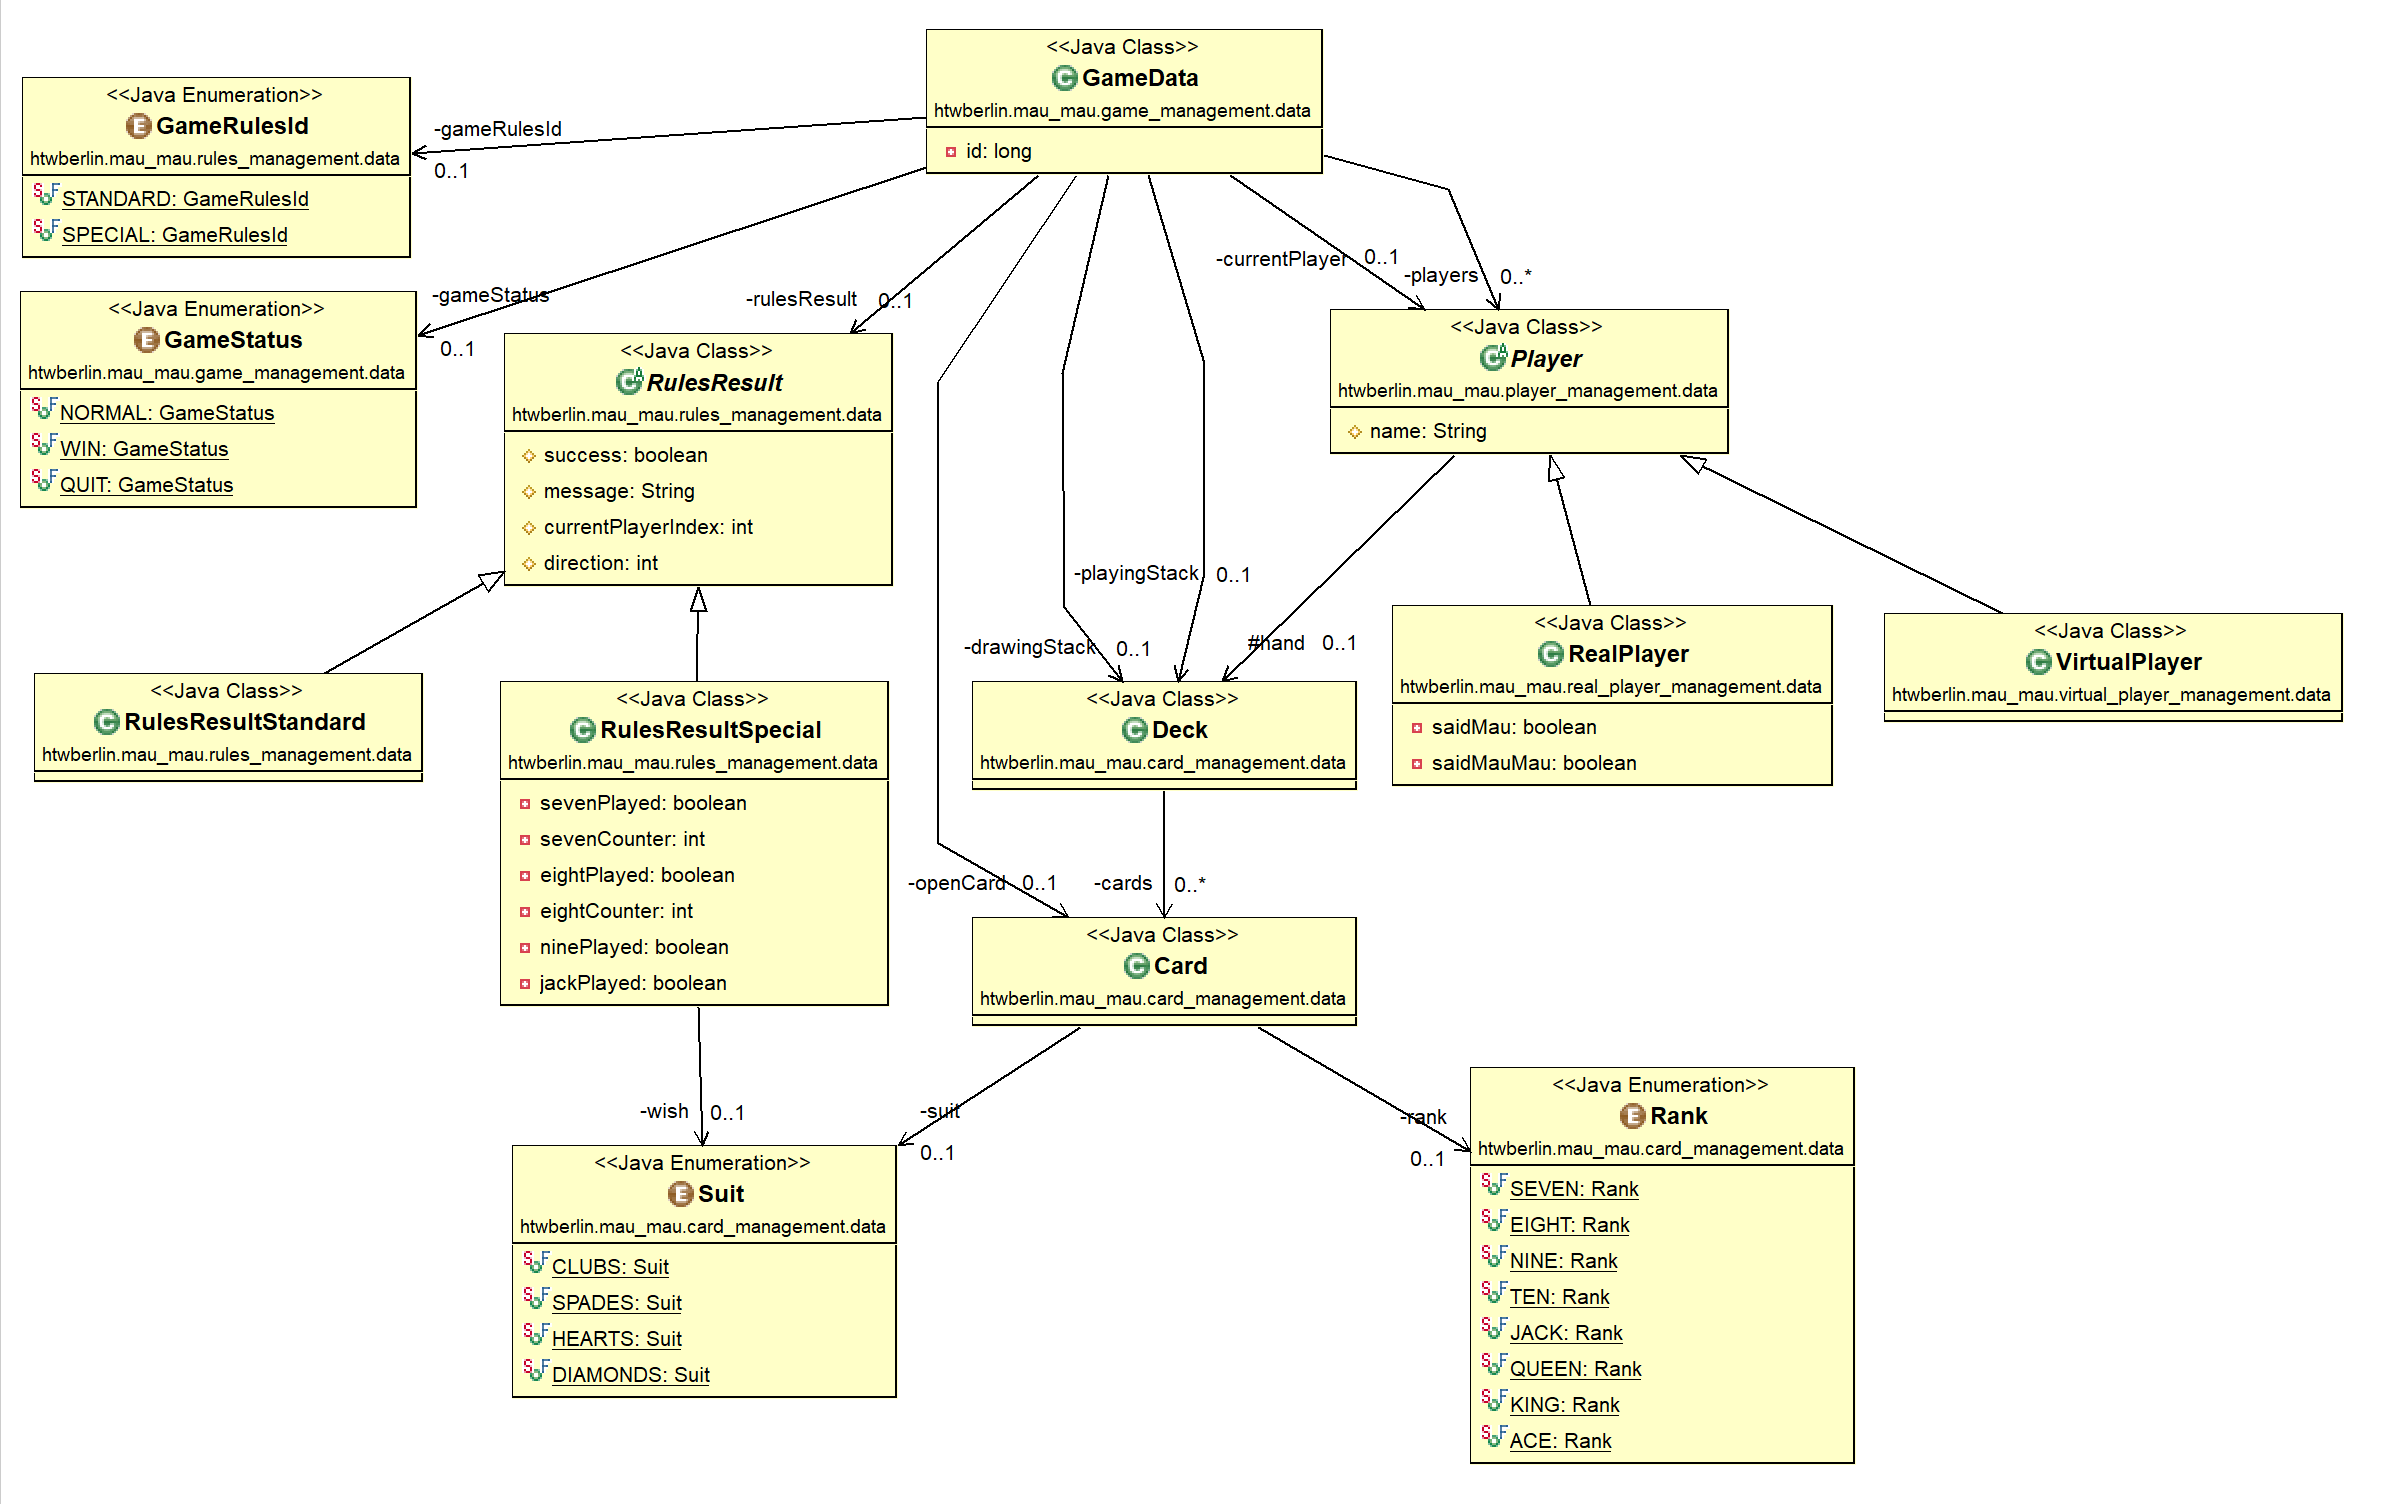 <<Java Class>>
GameData
htwberlin.mau_mau.game_management.data
id: long
<<Java Enumeration>>
GameRulesId
htwberlin.mau_mau.rules_management.data
STANDARD: GameRulesId
SPECIAL: GameRulesId
-gameRulesId
0..1
<<Java Enumeration>>
GameStatus
htwberlin.mau_mau.game_management.data
NORMAL: GameStatus
WIN: GameStatus
QUIT: GameStatus
-gameStatus
0..1
-rulesResult 0..1
<<Java Class>>
RulesResult
htwberlin.mau_mau.rules_management.data
success: boolean
message: String
currentPlayerIndex: int
direction: int
-currentPlayer 0..1
-players 0..*
<<Java Class>>
Player
htwberlin.mau_mau.player_management.data
name: String
-playingStack 0..1
-drawingStack 0..1
#hand 0..1
<<Java Class>>
RealPlayer
htwberlin.mau_mau.real_player_management.data
saidMau: boolean
saidMauMau: boolean
<<Java Class>>
VirtualPlayer
htwberlin.mau_mau.virtual_player_management.data
<<Java Class>>
RulesResultStandard
htwberlin.mau_mau.rules_management.data
<<Java Class>>
RulesResultSpecial
htwberlin.mau_mau.rules_management.data
sevenPlayed: boolean
sevenCounter: int
eightPlayed: boolean
eightCounter: int
ninePlayed: boolean
jackPlayed: boolean
<<Java Class>>
Deck
htwberlin.mau_mau.card_management.data
-openCard 0..1
-cards 0..*
<<Java Class>>
Card
htwberlin.mau_mau.card_management.data
-wish 0..1
-suit
0..1
-rank
0..1
<<Java Enumeration>>
Suit
htwberlin.mau_mau.card_management.data
CLUBS: Suit
SPADES: Suit
HEARTS: Suit
DIAMONDS: Suit
<<Java Enumeration>>
Rank
htwberlin.mau_mau.card_management.data
SEVEN: Rank
EIGHT: Rank
NINE: Rank
TEN: Rank
JACK: Rank
QUEEN: Rank
KING: Rank
ACE: Rank